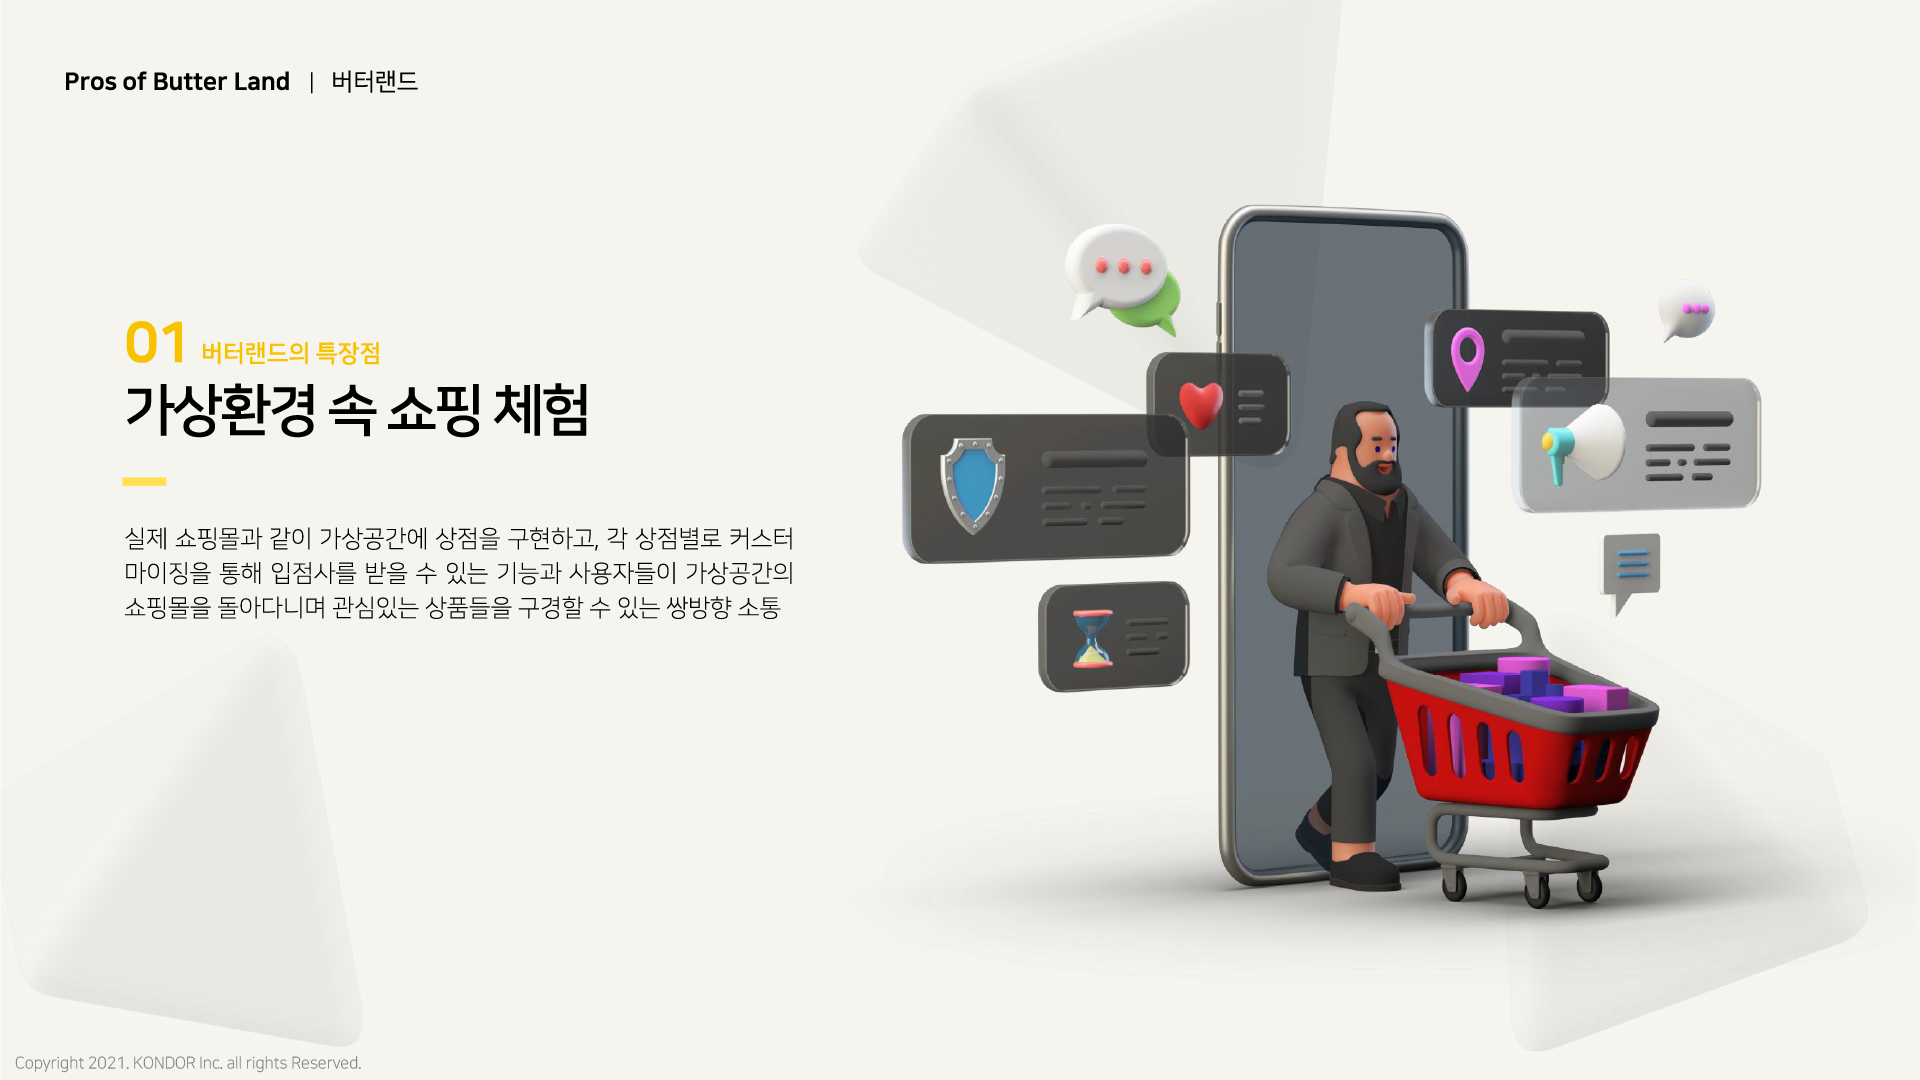 Pros of Butter Land | 버터랜드
01 버터랜드의 특장점
가상환경 속 쇼핑 체험
실제 쇼핑몰과 같이 가상공간에 상점을 구현하고, 각 상점별로 커스터
마이징을 통해 입점사를 받을 수 있는 기능과 사용자들이 가상공간의
쇼핑몰을 돌아다니며 관심있는 상품들을 구경할 수 있는 쌍방향 소통
Copyright 2021. KONDOR Inc. all rights Reserved.